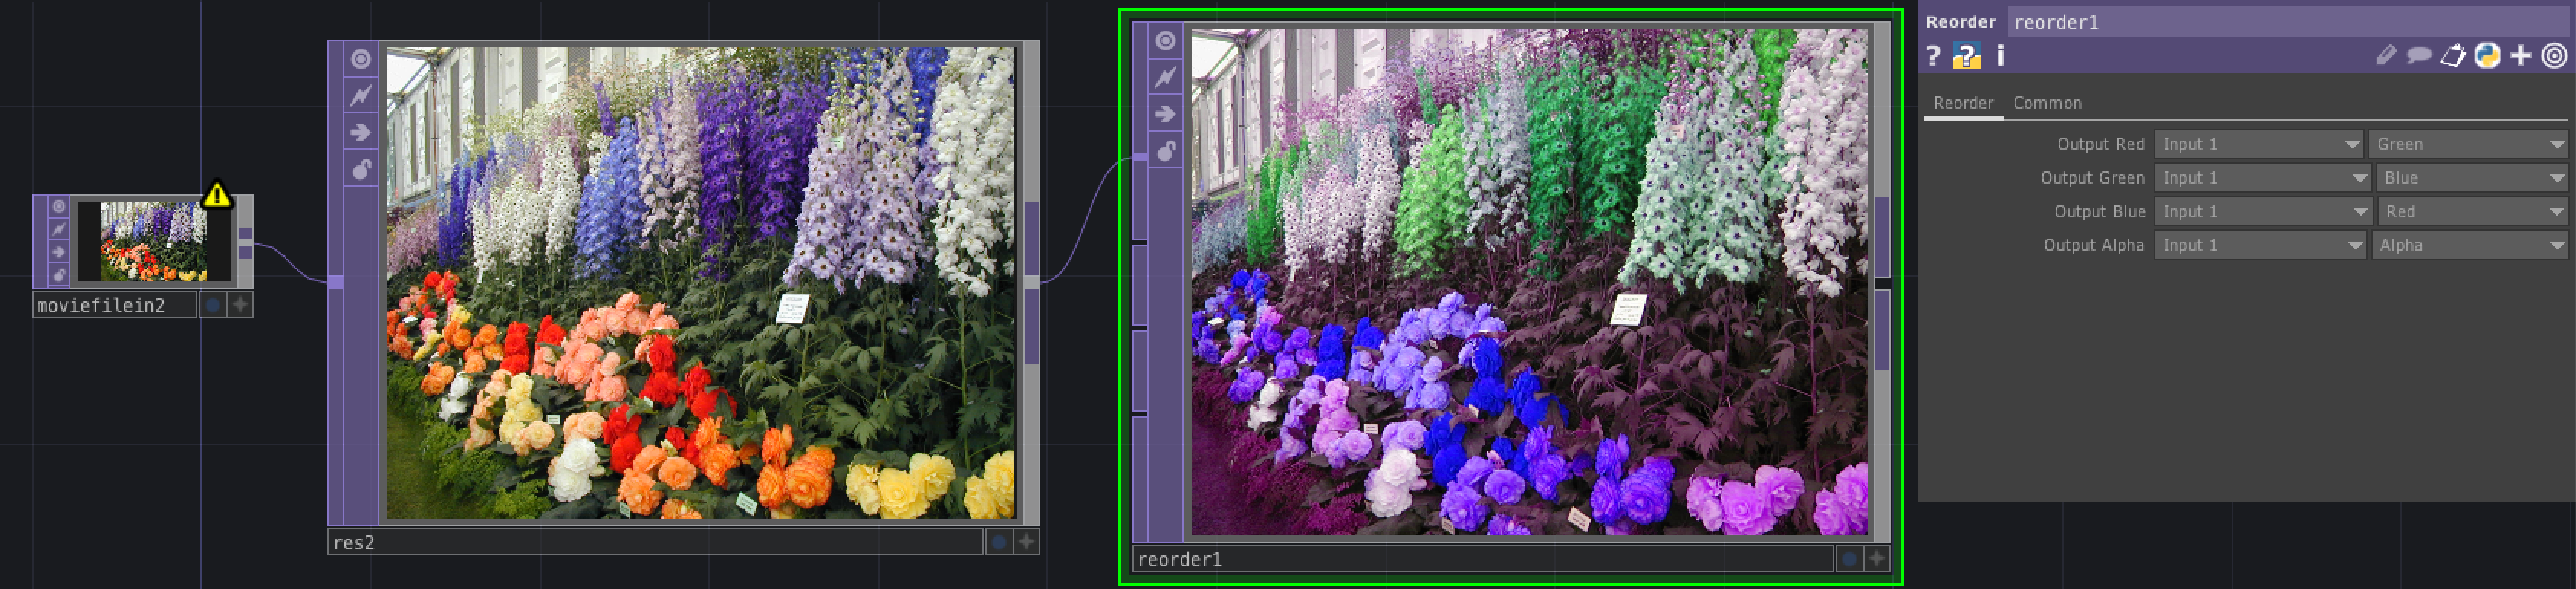 moviefilein2
res2
reorder1
Reorder reorder1
? ? i
Reorder Common
Output Red Input 1 Green
Output Green Input 1 Blue
Output Blue Input 1 Red
Output Alpha Input 1 Alpha